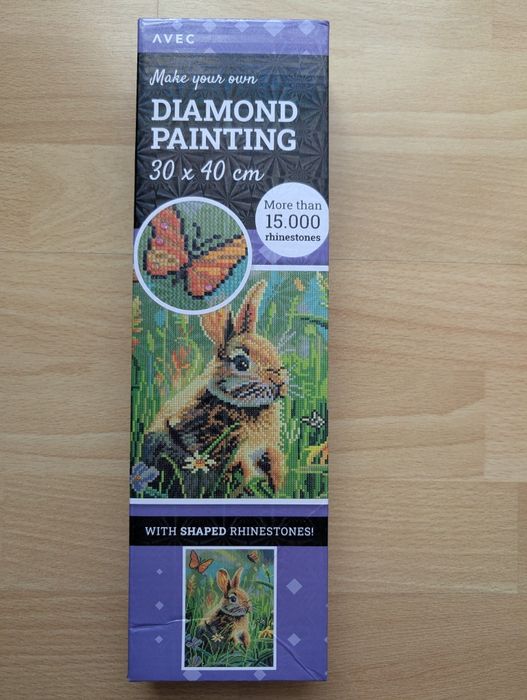 AVEC
Make your own
DIAMOND
PAINTING
30 x 40 cm
More than
15.000
rhinestones
WITH SHAPED RHINESTONES!